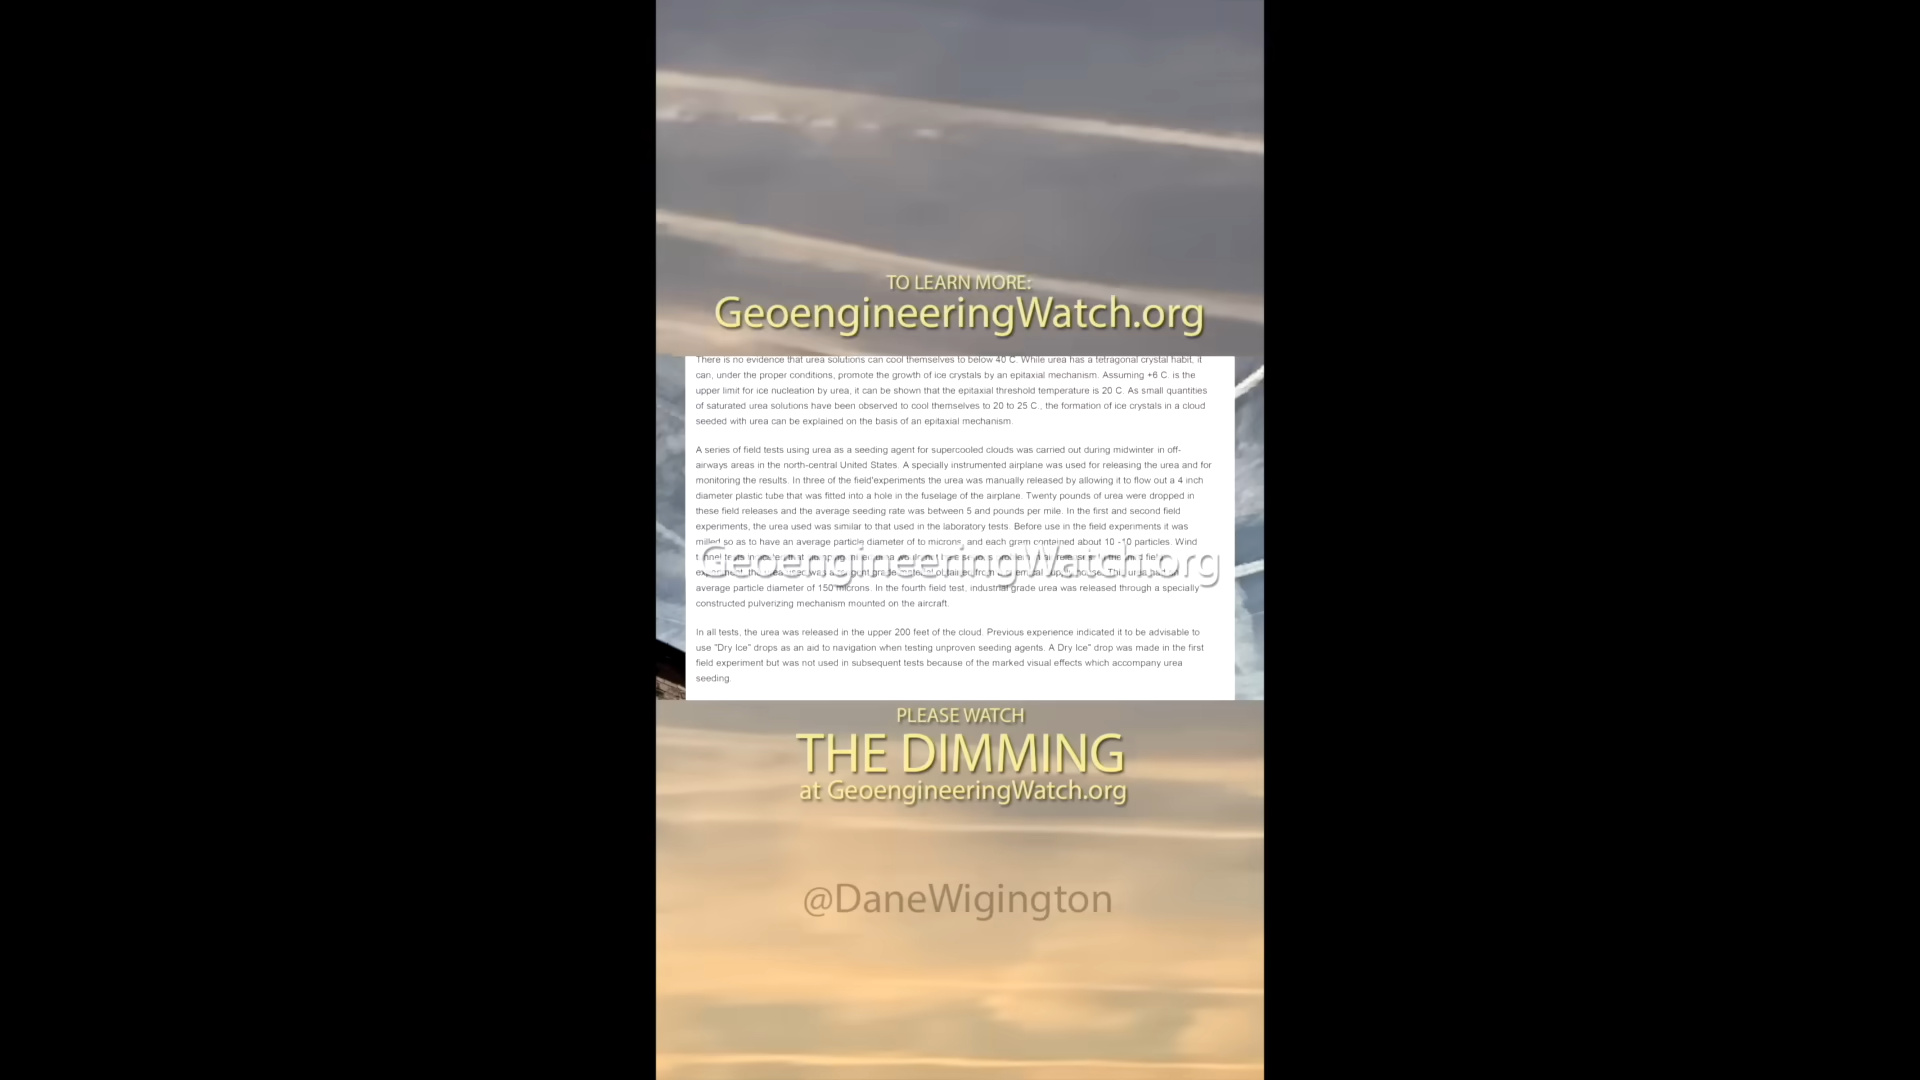 TO LEARN MORE:
GeoengineeringWatch.org
There is no evidence that urea solutions can cool themselves to below 40 C. While urea has a tetragonal crystal habit, it
can, under the proper conditions, promote the growth of ice crystals by an epitaxial mechanism. Assuming +6 C. is the
upper limit for ice nucleation by urea, it can be shown that the epitaxial threshold temperature is 20 C. As small quantities
of saturated urea solutions have been observed to cool themselves to 20 to 25 C., the formation of ice crystals in a cloud
seeded with urea can be explained on the basis of an epitaxial mechanism.
A series of field tests using urea as a seeding agent for supercooled clouds was carried out during midwinter in off-
airways areas in the north-central United States. A specially instrumented airplane was used for releasing the urea and for
monitoring the results. In three of the field'experiments the urea was manually released by allowing it to flow out a 4 inch
diameter plastic tube that was fitted into a hole in the fuselage of the airplane. Twenty pounds of urea were dropped in
these field releases and the average seeding rate was between 5 and pounds per mile. In the first and second field
experiments, the urea used was similar to that used in the laboratory tests. Before use in the field experiments it was
milled so as to have an average particle diameter of to microns, and each gram contained about 10 -10 particles. Wind
GeoengineeringWatch.org
average particle diameter of 150 microns. In the fourth field test, industrial grade urea was released through a specially
constructed pulverizing mechanism mounted on the aircraft.
In all tests, the urea was released in the upper 200 feet of the cloud. Previous experience indicated it to be advisable to
use "Dry Ice" drops as an aid to navigation when testing unproven seeding agents. A Dry Ice" drop was made in the first
field experiment but was not used in subsequent tests because of the marked visual effects which accompany urea
seeding.
PLEASE WATCH
THE DIMMING
at GeoengineeringWatch.org
@DaneWigington